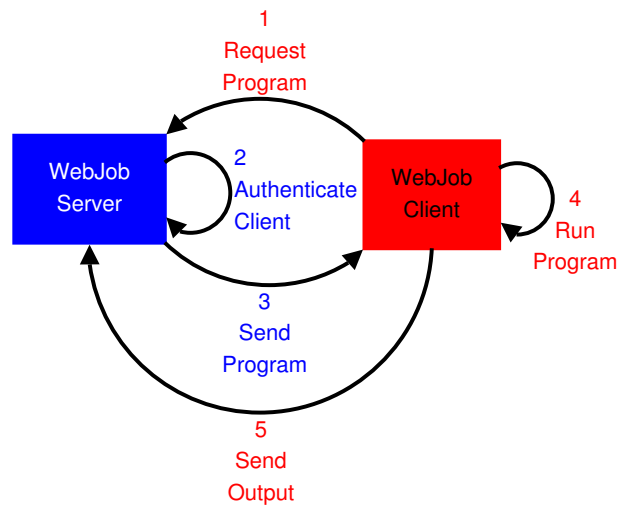 1
Request
Program
WebJob
Server
2
Authenticate
Client
WebJob
Client
4
Run
Program
3
Send
Program
5
Send
Output